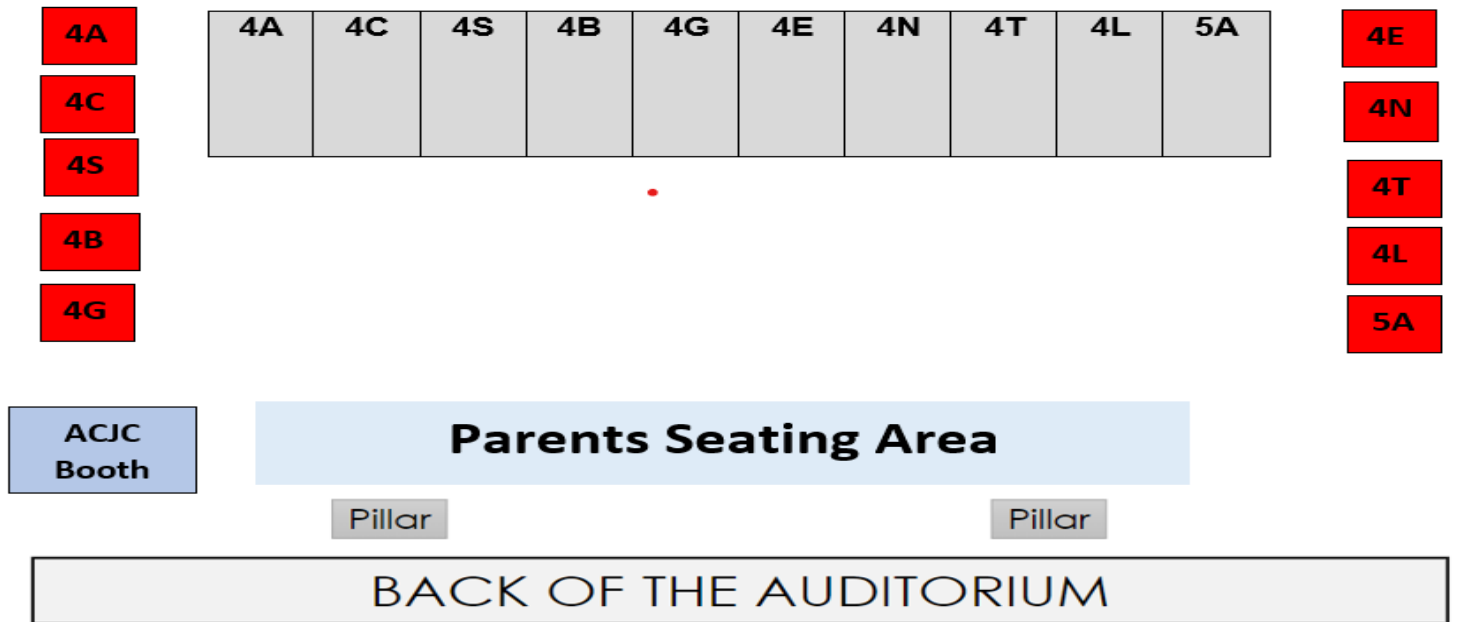 4A
4C
4S
4B
4G
4A 4C 4S 4B 4G 4E 4N 4T 4L 5A
4E
4N
4T
4L
5A
ACJC
Booth
Parents Seating Area
Pillar
Pillar
BACK OF THE AUDITORIUM